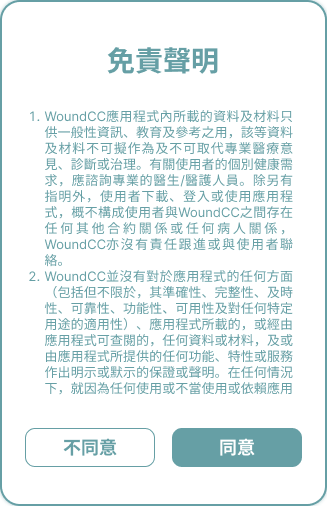 免責聲明
1. WoundCC應用程式內所載的資料及材料只
供一般性資訊、教育及參考之用，該等資料
及材料不可擬作為及不可取代專業醫療意
見、診斷或治理。有關使用者的個別健康需
求，應諮詢專業的醫生/醫護人員。除另有
指明外，使用者下載、登入或使用應用程
式，概不構成使用者與WoundCC之間存在
任何其他合約關係或任何病人關係，
WoundCC亦沒有責任跟進或與使用者聯
絡。
2. WoundCC並沒有對於應用程式的任何方面
（包括但不限於，其準確性、完整性、及時
性、可靠性、功能性、可用性及對任何特定
用途的適用性）、應用程式所載的，或經由
應用程式可查閱的，任何資料或材料，及或
由應用程式所提供的任何功能、特性或服務
作出明示或默示的保證或聲明。在任何情況
下，就因為任何使用或不當使用或依賴應用
不同意
同意